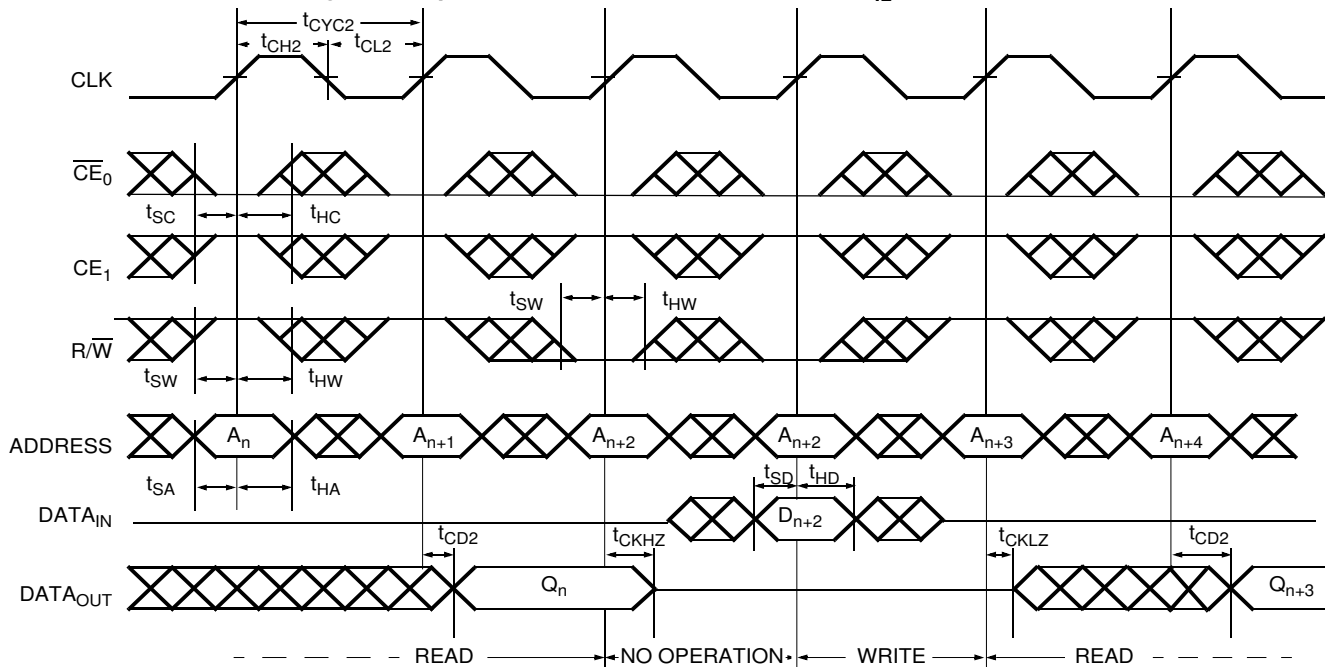 tCYC2
tCH2 tCL2
CLK
CE0
tSC tHC
CE1
tSW tHW
R/W
tSW tHW
ADDRESS An An+1 An+2 An+2 An+3 An+4
tSA tHA tSD tHD
DATAIN Dn+2
tCD2 tCKHZ tCKLZ tCD2
DATAOUT Qn Qn+3
READ NO OPERATION WRITE READ